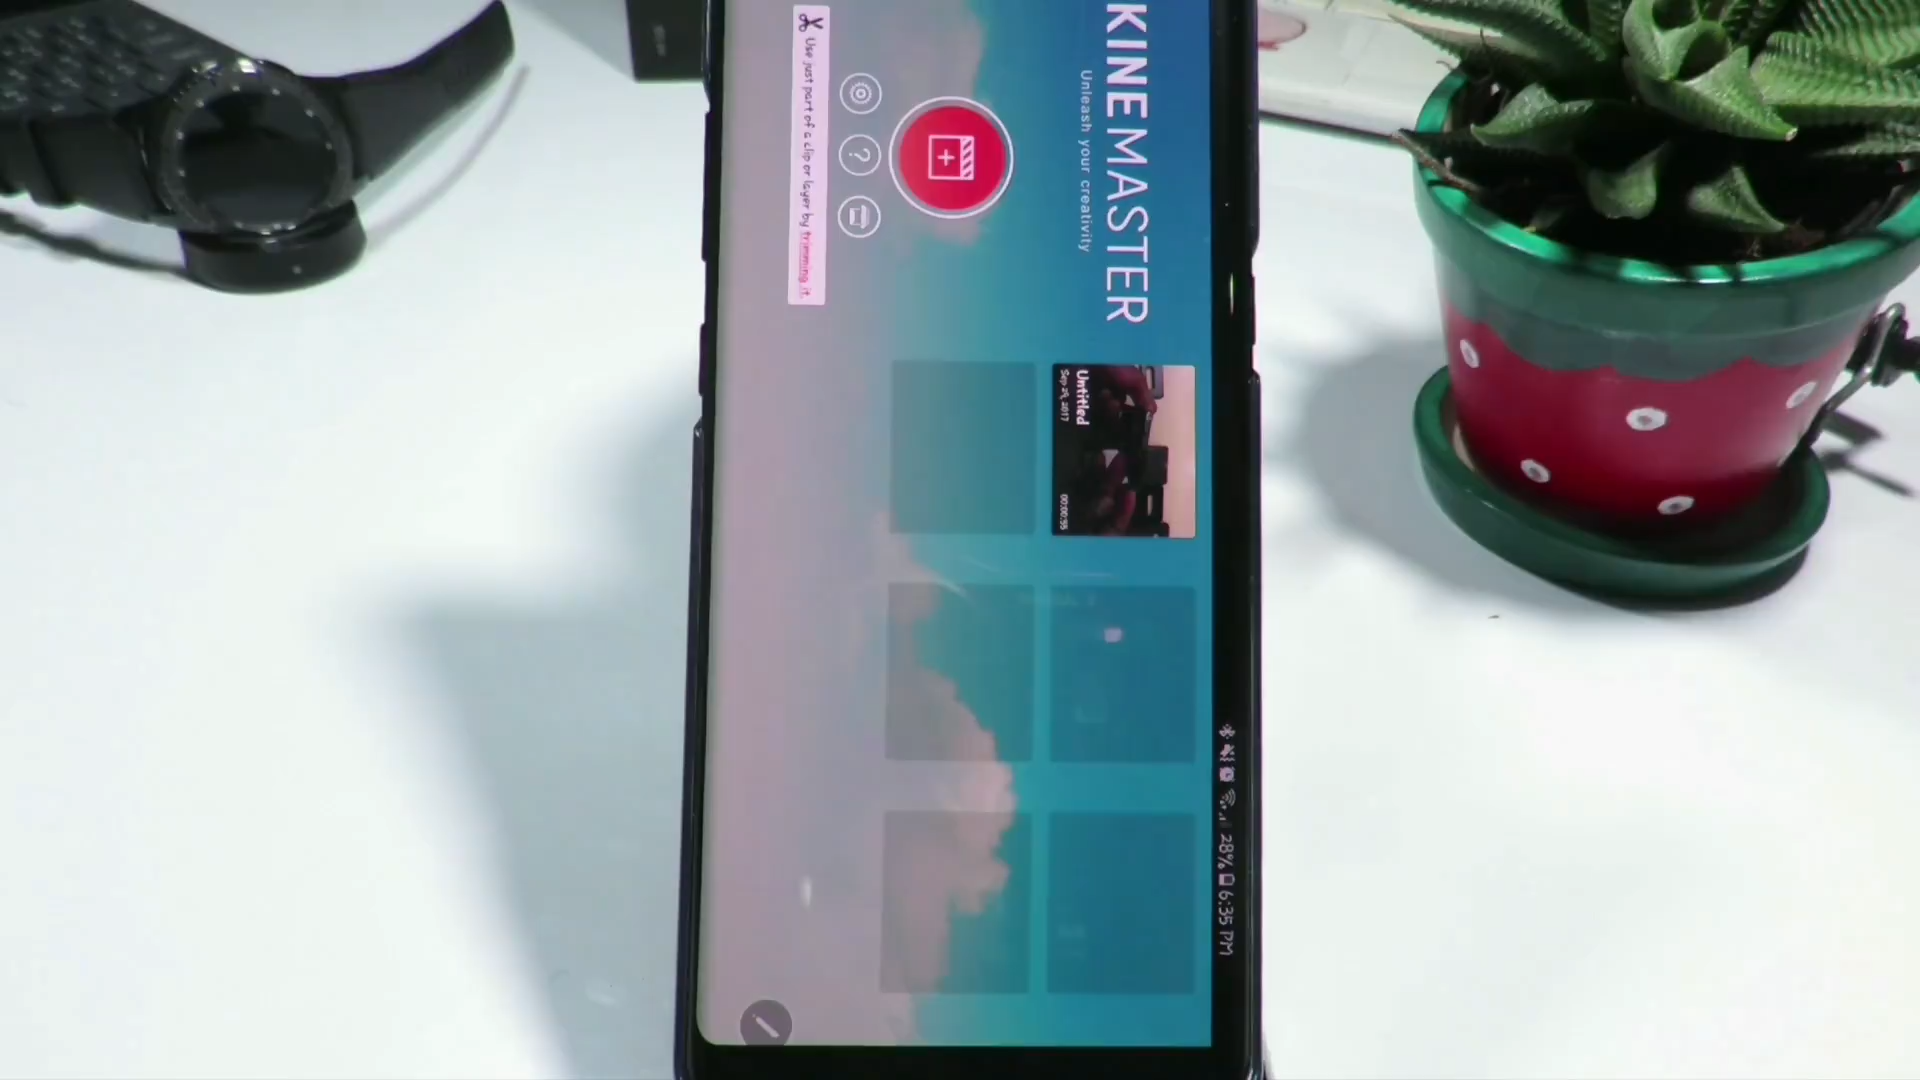 28% 6:35 PM
KINEMASTER
Unleash your creativity
Untitled
Sep 29, 2017
00:00:55
Use just part of a clip or layer by trimming it.